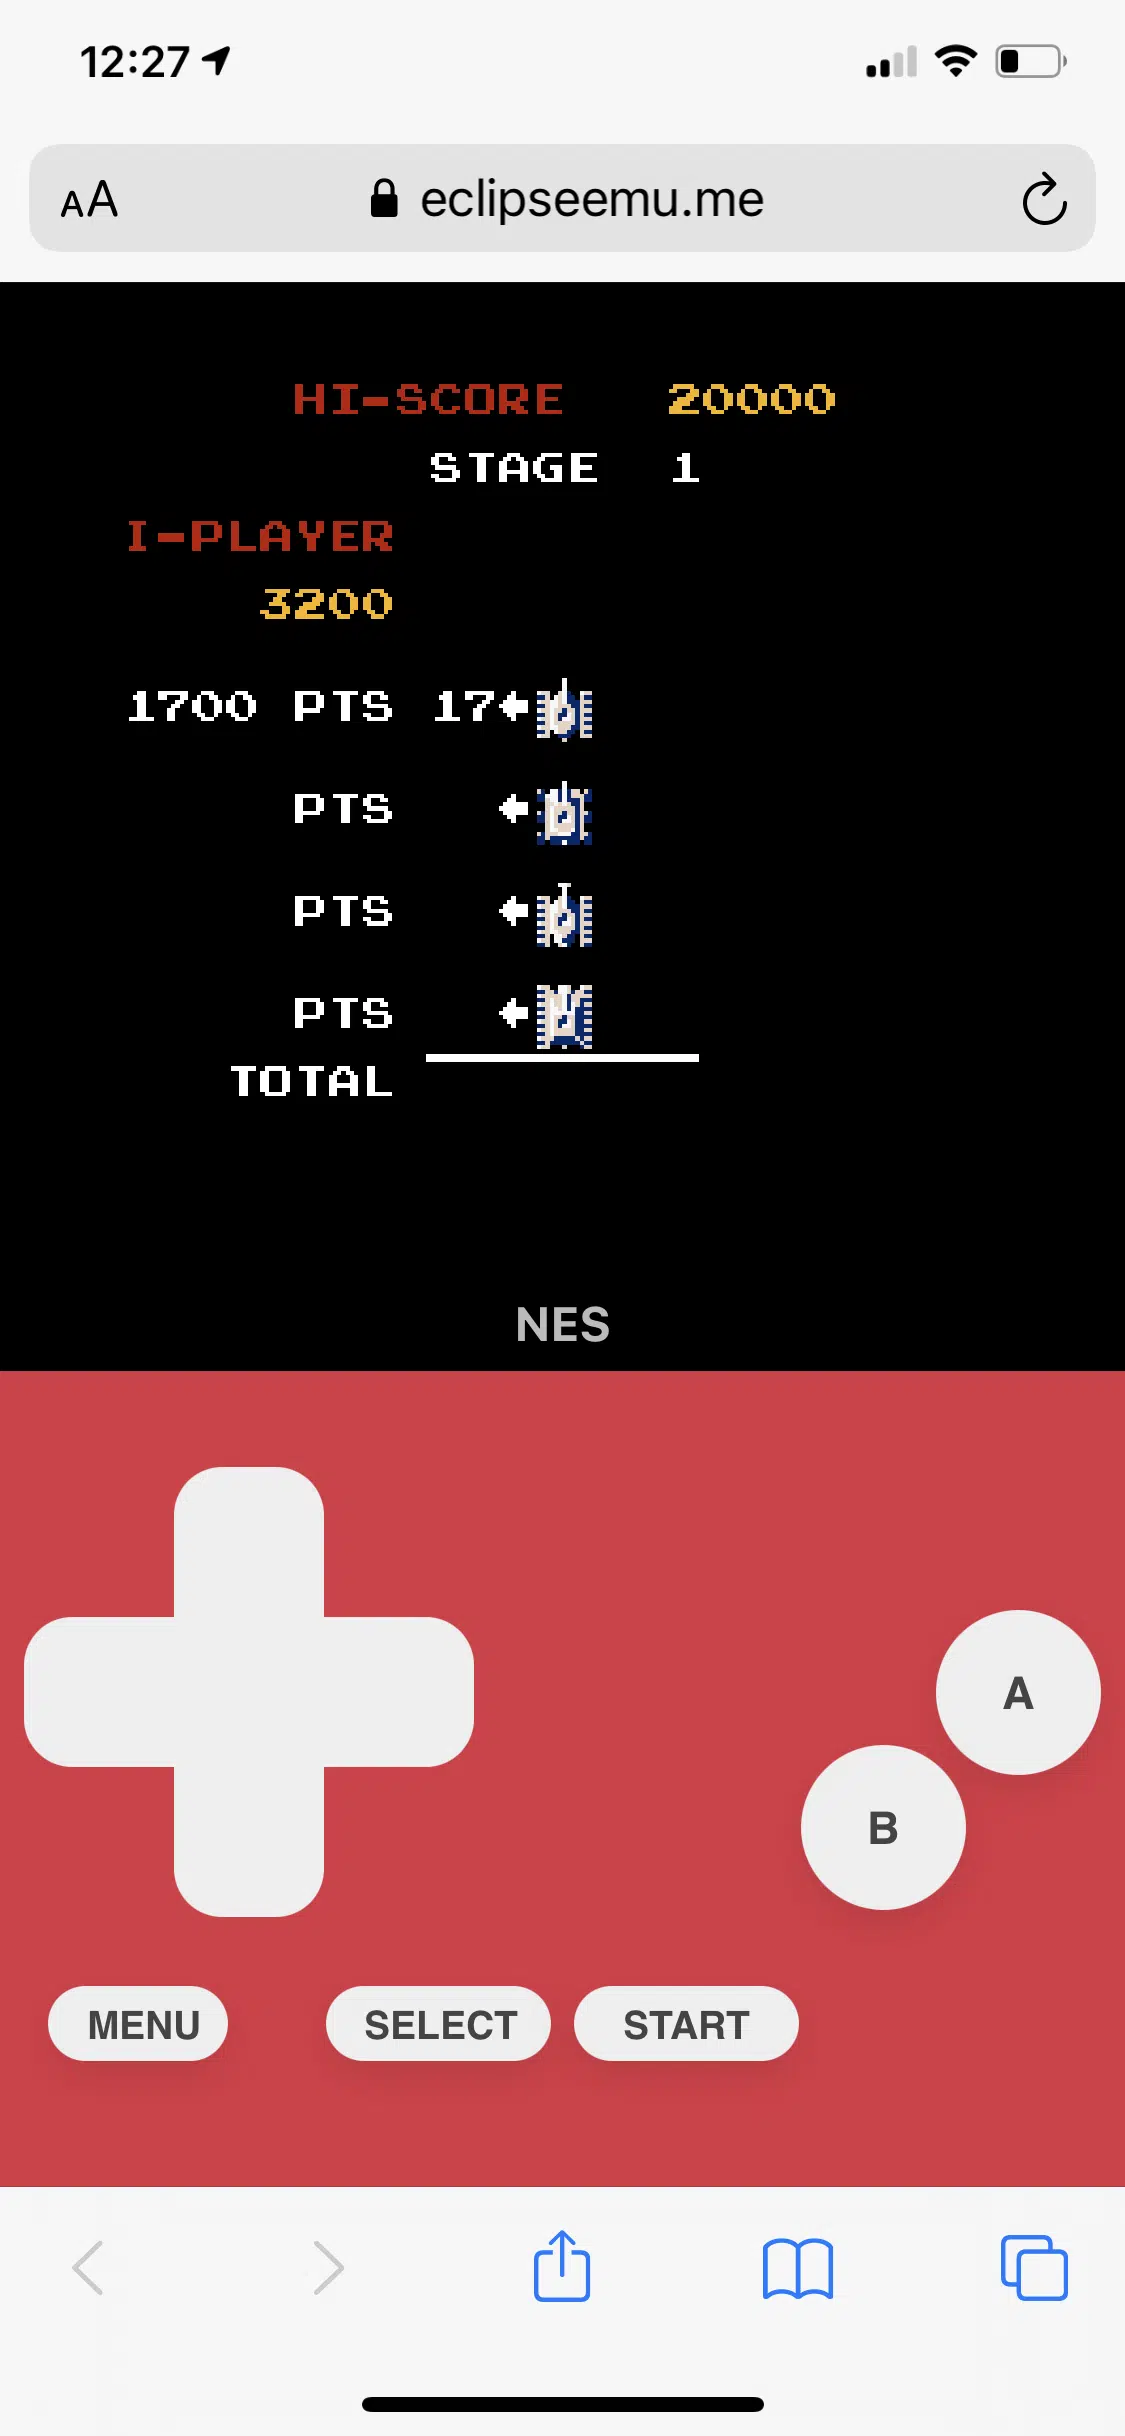 12:27
AA eclipseemu.me
HI-SCORE 20000
STAGE 1
I-PLAYER
3200
1700 PTS 17
PTS
PTS
PTS
TOTAL
NES
A
B
MENU SELECT START